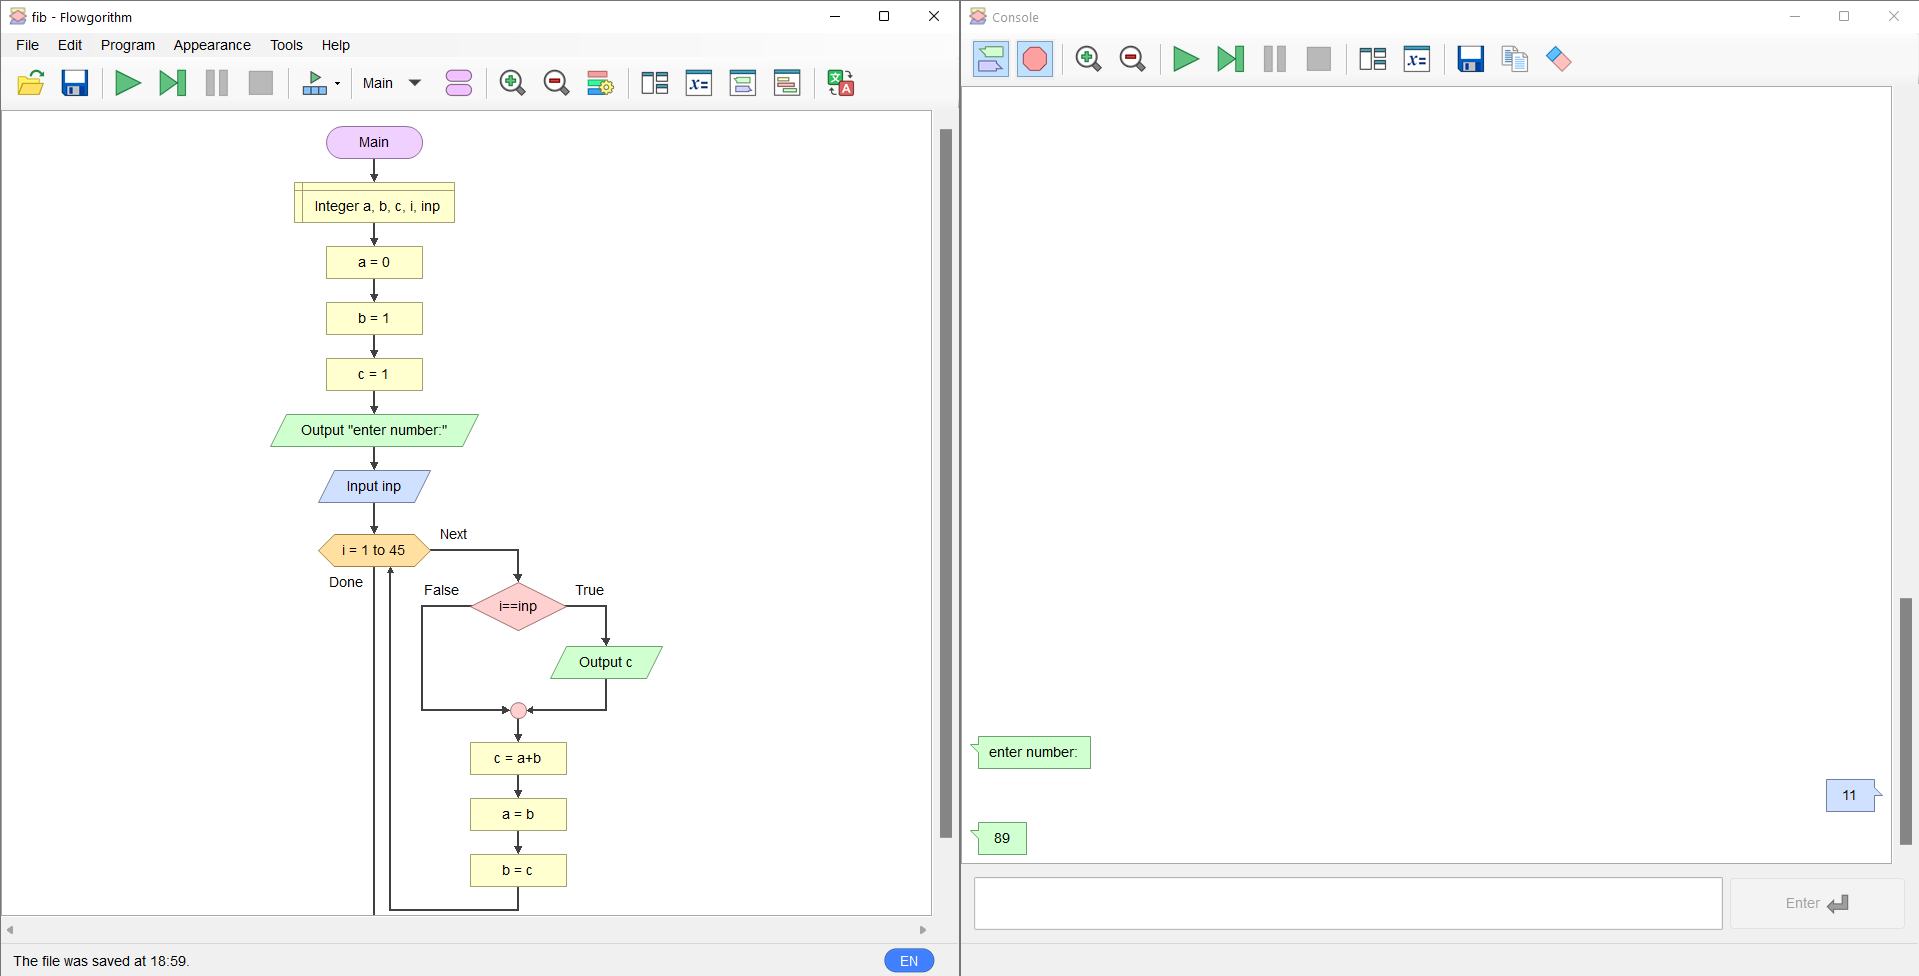 fib - Flowgorithm
File Edit Program Appearance Tools Help
Main
Main
Integer a, b, c, i, inp
a = 0
b = 1
c = 1
Output "enter number:"
Input inp
i = 1 to 45
Next
Done
False
True
i==inp
Output c
c = a+b
a = b
b = c
The file was saved at 18:59.
EN
Console
x=
enter number:
11
89
Enter